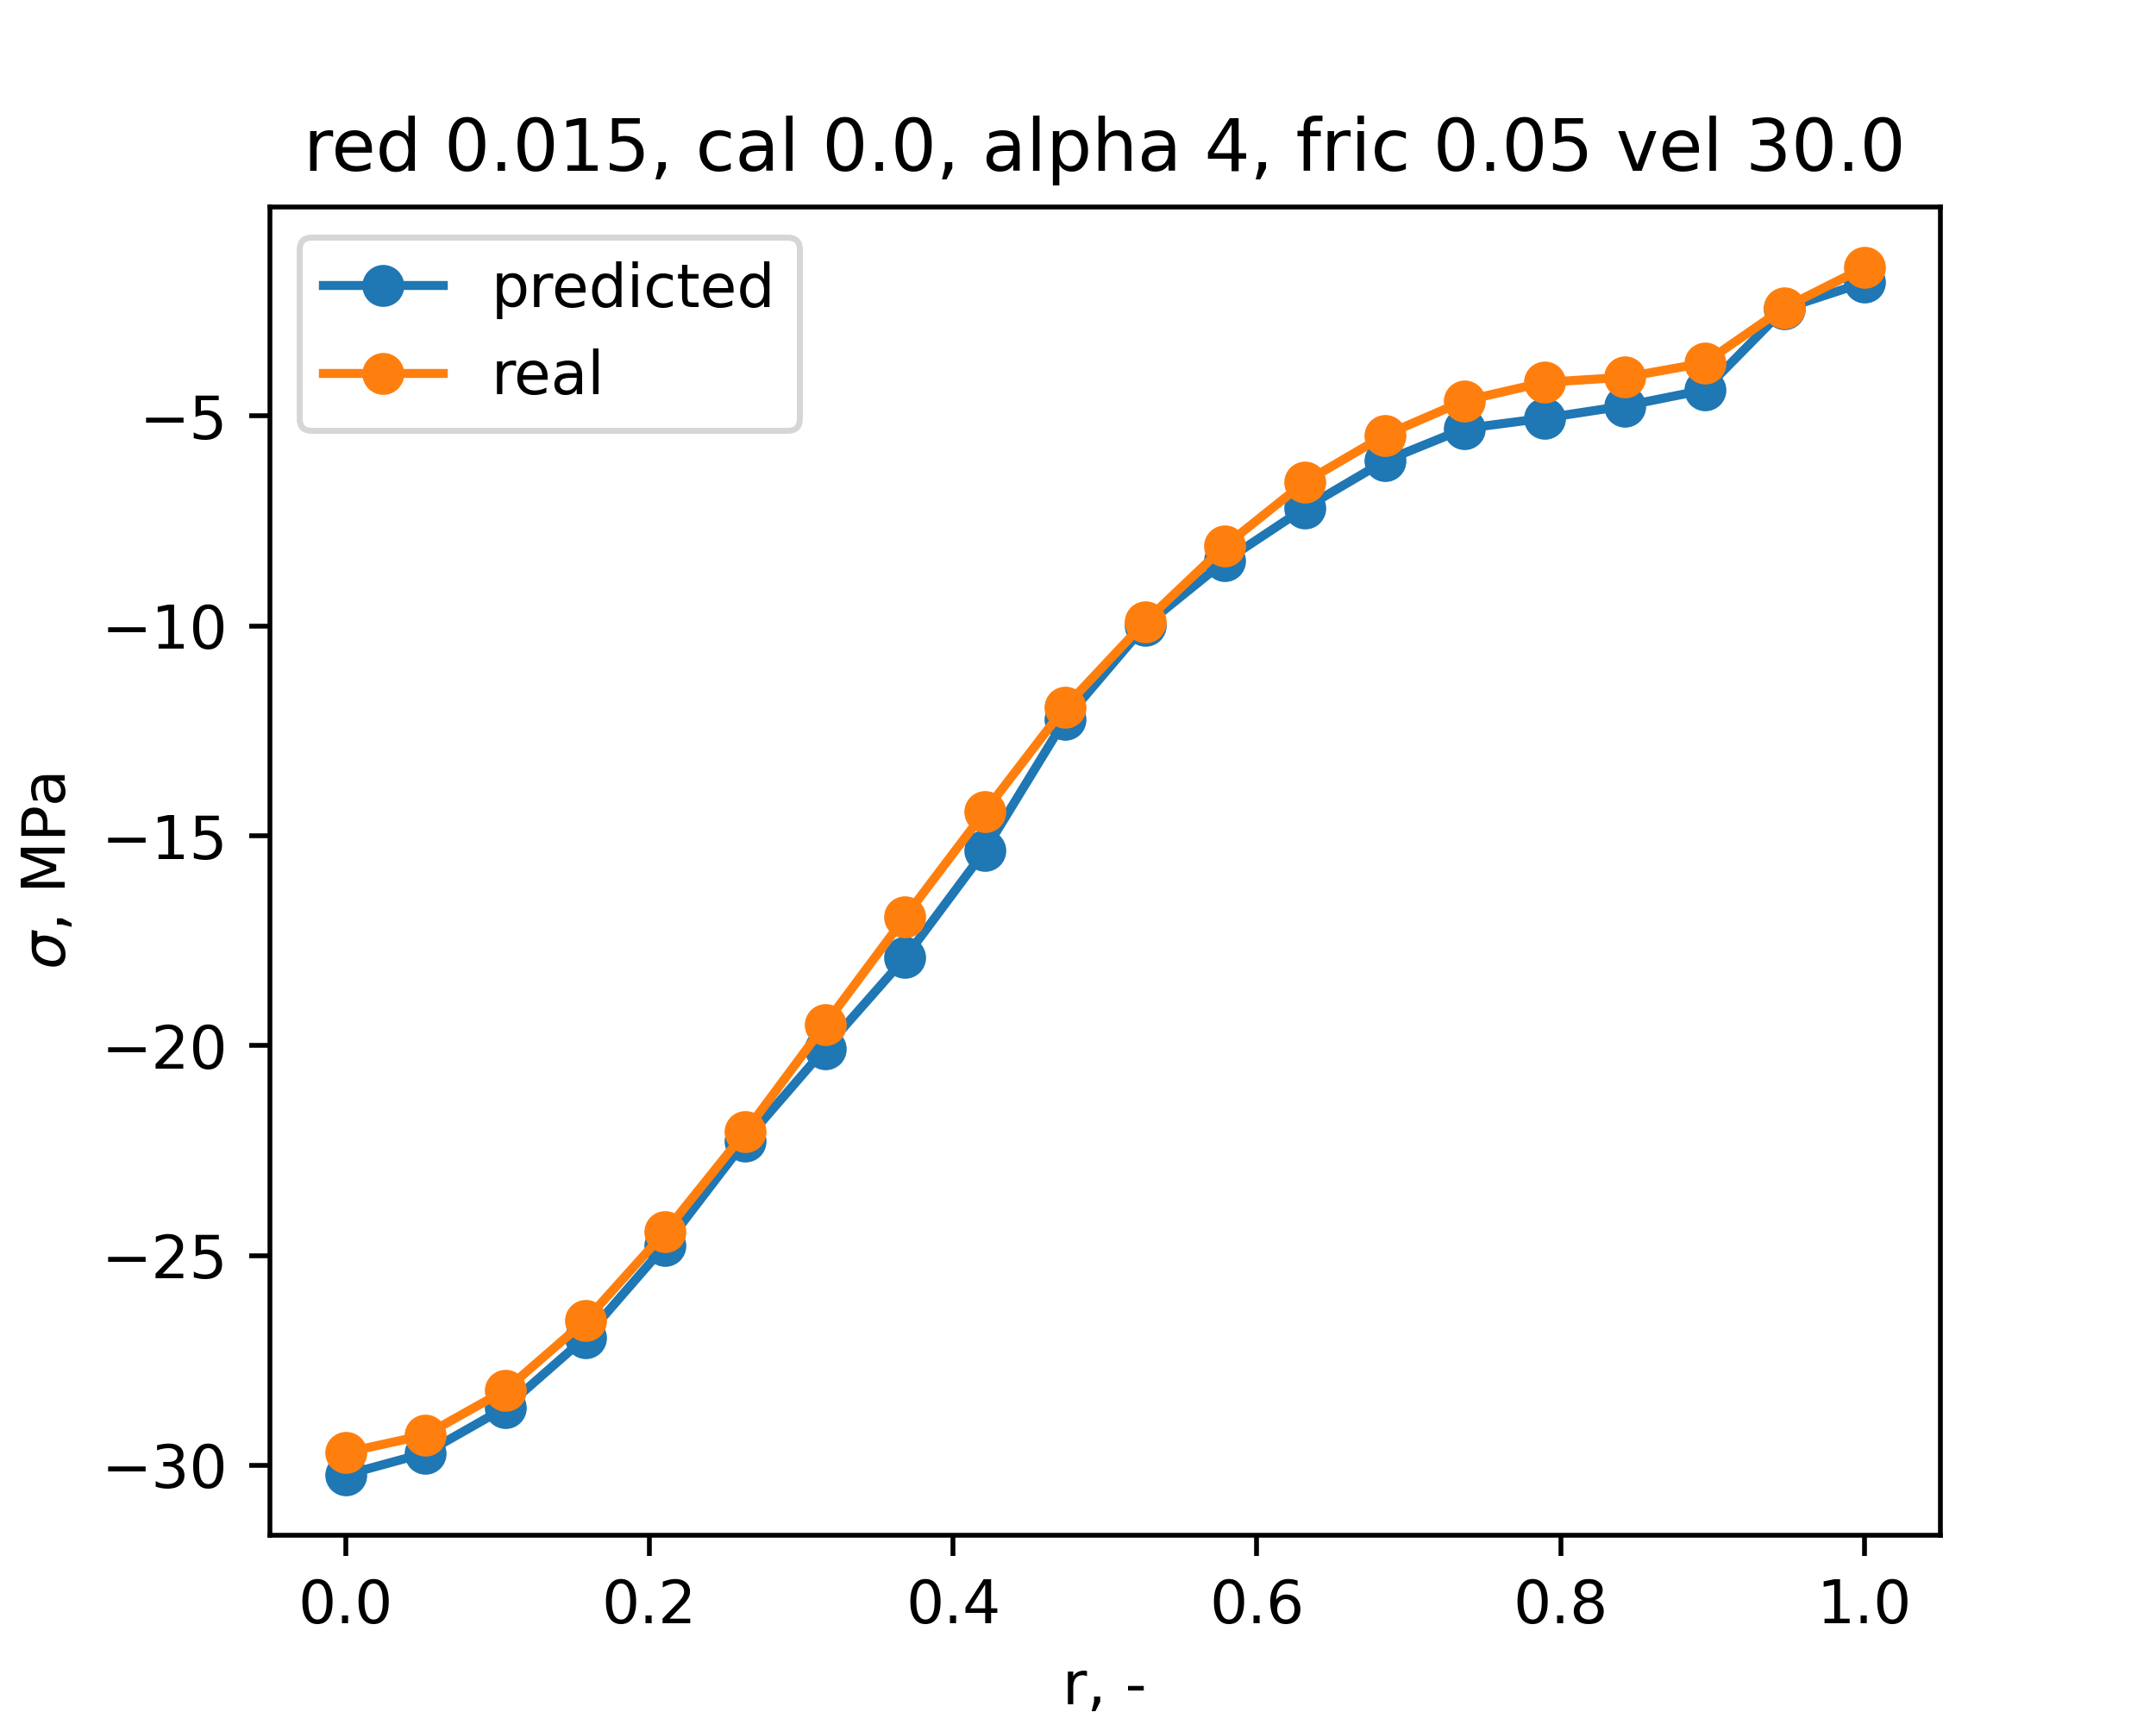 red 0.015, cal 0.0, alpha 4, fric 0.05 vel 30.0
predicted
real
−5
−10
−15
−20
−25
−30
σ, MPa
0.0 0.2 0.4 0.6 0.8 1.0
r, -